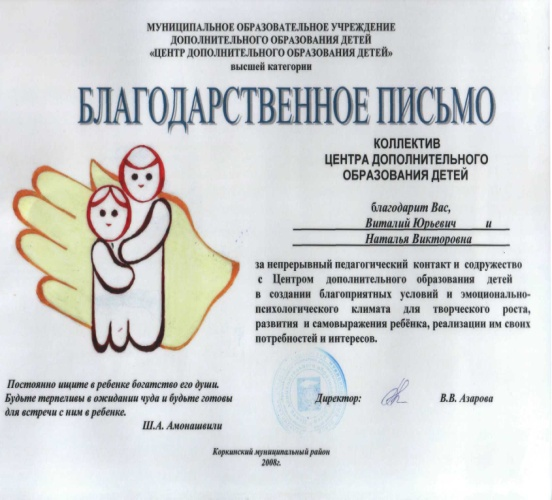 МУНИЦИПАЛЬНОЕ ОБРАЗОВАТЕЛЬНОЕ УЧРЕЖДЕНИЕ
ДОПОЛНИТЕЛЬНОГО ОБРАЗОВАНИЯ ДЕТЕЙ
«ЦЕНТР ДОПОЛНИТЕЛЬНОГО ОБРАЗОВАНИЯ ДЕТЕЙ»
высшей категории
БЛАГОДАРСТВЕННОЕ ПИСЬМО
КОЛЛЕКТИВ
ЦЕНТРА ДОПОЛНИТЕЛЬНОГО
ОБРАЗОВАНИЯ ДЕТЕЙ
благодарит Вас,
Виталий Юрьевич и
Наталья Викторовна
за непрерывный педагогический контакт и содружество
с Центром дополнительного образования детей
в создании благоприятных условий и эмоционально-
психологического климата для творческого роста,
развития и самовыражения ребёнка, реализации им своих
потребностей и интересов.
Постоянно ищите в ребенке богатство его души.
Будьте терпеливы в ожидании чуда и будьте готовы
для встречи с ним в ребенке.
Ш.А. Амонашвили
Директор: В.В. Азарова
Коркинский муниципальный район
2008г.